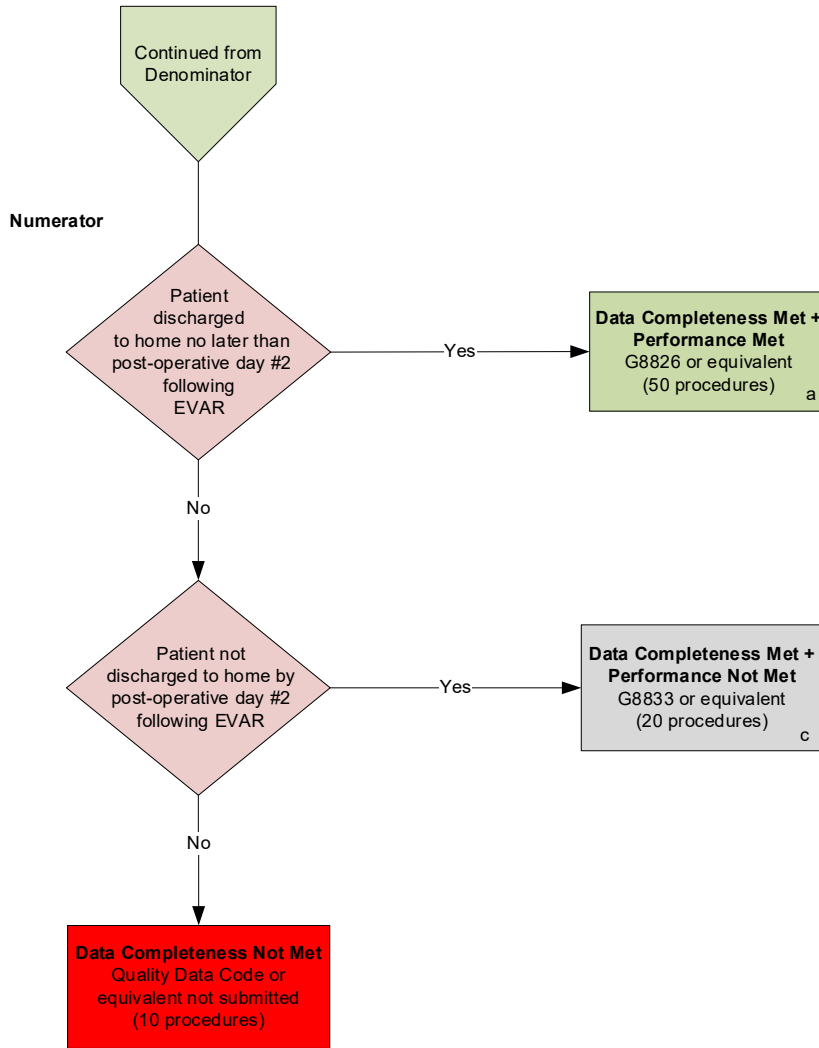 Continued from
Denominator
Numerator
Patient
discharged
to home no later than
post-operative day #2
following
EVAR
Yes
Data Completeness Met +
Performance Met
G8826 or equivalent
(50 procedures)
a
No
Patient not
discharged to home by
post-operative day #2
following EVAR
Yes
Data Completeness Met +
Performance Not Met
G8833 or equivalent
(20 procedures)
c
No
Data Completeness Not Met
Quality Data Code or
equivalent not submitted
(10 procedures)